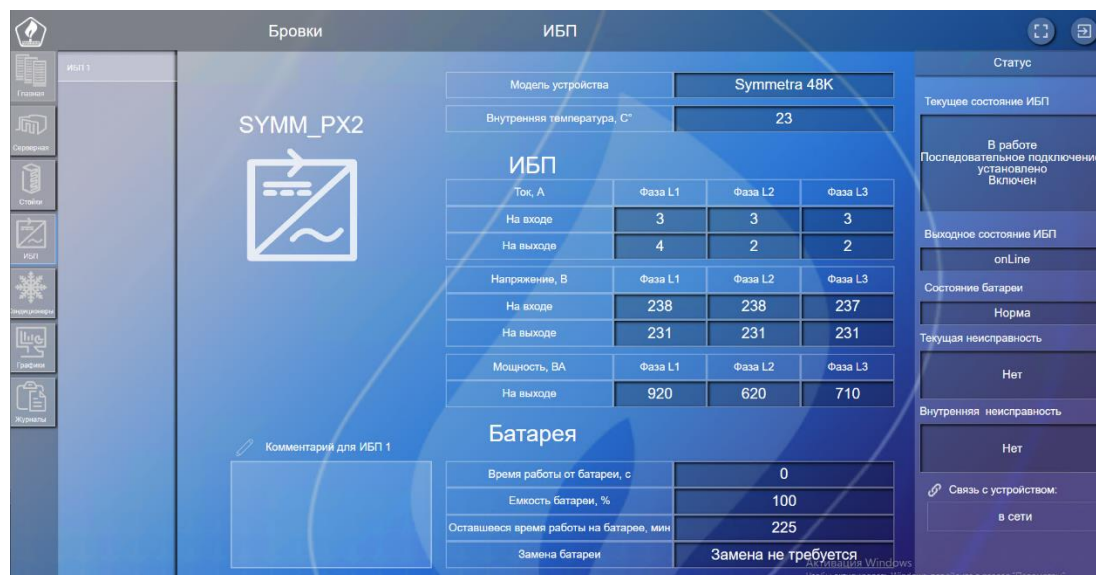 Бровки ИБП
Статус
Главная
Серверная
Стойки
ИБП
Кондиционеры
Графики
Журналы
ИБП 1
SYMM_PX2
Комментарий для ИБП 1
Модель устройства Symmetra 48K
Внутренняя температура, С° 23
ИБП
Ток, А Фаза L1 Фаза L2 Фаза L3
На входе 3 3 3
На выходе 4 2 2
Напряжение, В Фаза L1 Фаза L2 Фаза L3
На входе 238 238 237
На выходе 231 231 231
Мощность, ВА Фаза L1 Фаза L2 Фаза L3
На выходе 920 620 710
Батарея
Время работы от батареи, с 0
Емкость батареи, % 100
Оставшееся время работы на батарее, мин 225
Замена батареи Замена не требуется
Активация Windows
Текущее состояние ИБП
В работе
Последовательное подключени
установлено
Включен
Выходное состояние ИБП
onLine
Состояние батареи
Норма
Текущая неисправность
Нет
Внутренняя неисправность
Нет
Связь с устройством:
в сети